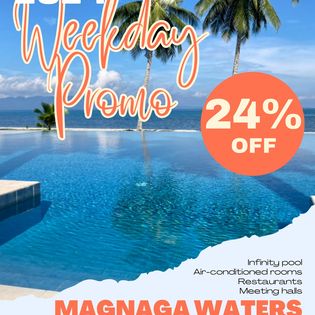 Weekday
Promo
24%
OFF
Infinity pool
Air-conditioned rooms
Restaurants
Meeting halls
MAGNAGA WATERS